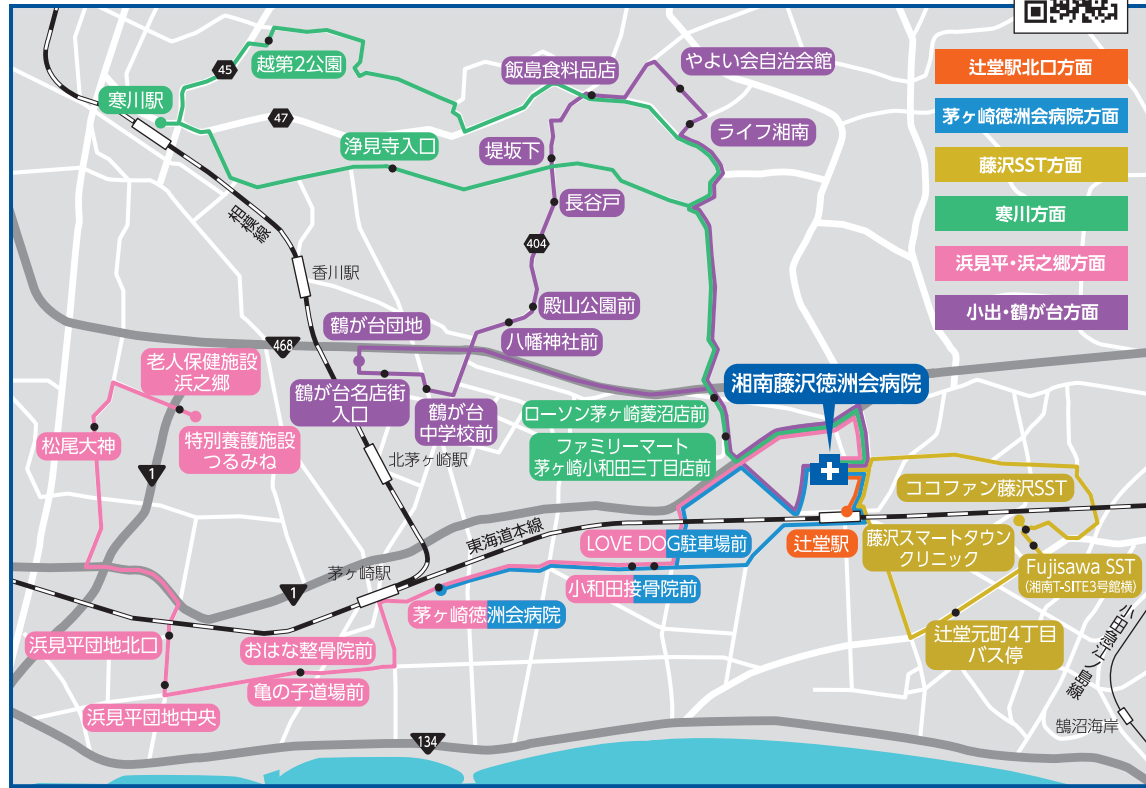 越第2公園
45
寒川駅
47
浄見寺入口
飯島食料品店
やよい会自治会館
ライフ湘南
堤坂下
長谷戸
404
殿山公園前
八幡神社前
相模線
香川駅
鶴が台団地
468
鶴が台名店街
入口
鶴が台
中学校前
老人保健施設
浜之郷
特別養護施設
つるみね
松尾大神
1
北茅ヶ崎駅
湘南藤沢徳洲会病院
ローソン茅ヶ崎菱沼店前
ファミリーマート
茅ヶ崎小和田三丁目店前
東海道本線
LOVE DOG駐車場前
辻堂駅
ココファン藤沢SST
藤沢スマートタウン
クリニック
Fujisawa SST
(湘南T-SITE3号館横)
茅ヶ崎駅
1
小和田接骨院前
茅ヶ崎徳洲会病院
辻堂元町4丁目
バス停
浜見平団地北口
おはな整骨院前
亀の子道場前
浜見平団地中央
134
小田急江ノ島線
鵠沼海岸
辻堂駅北口方面
茅ヶ崎徳洲会病院方面
藤沢SST方面
寒川方面
浜見平・浜之郷方面
小出・鶴が台方面